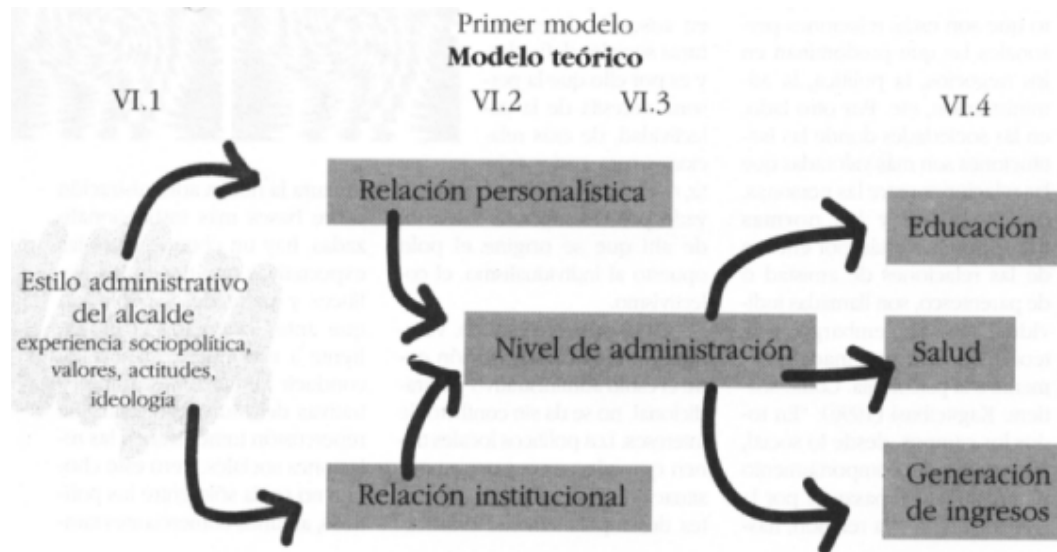 Primer modelo
Modelo teórico
VI.1 VI.2 VI.3 VI.4
Relación personalística
Educación
Estilo administrativo
del alcalde
experiencia sociopolítica,
valores, actitudes,
ideología
Nivel de administración
Salud
Relación institucional
Generación
de ingresos